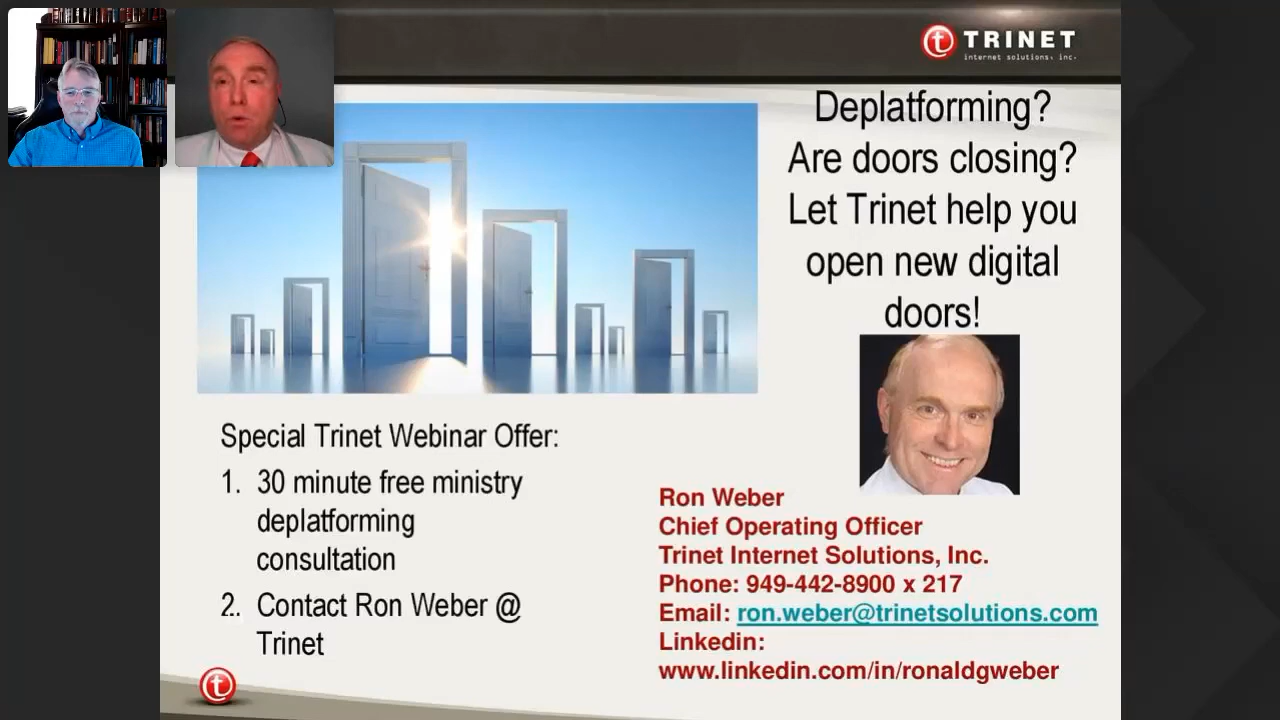 TRINET
internet solutions, inc.
Deplatforming?
Are doors closing?
Let Trinet help you
open new digital
doors!
Special Trinet Webinar Offer:
1. 30 minute free ministry
deplatforming
consultation
2. Contact Ron Weber @
Trinet
Ron Weber
Chief Operating Officer
Trinet Internet Solutions, Inc.
Phone: 949-442-8900 x 217
Email: ron.weber@trinetsolutions.com
Linkedin:
www.linkedin.com/in/ronaldgweber